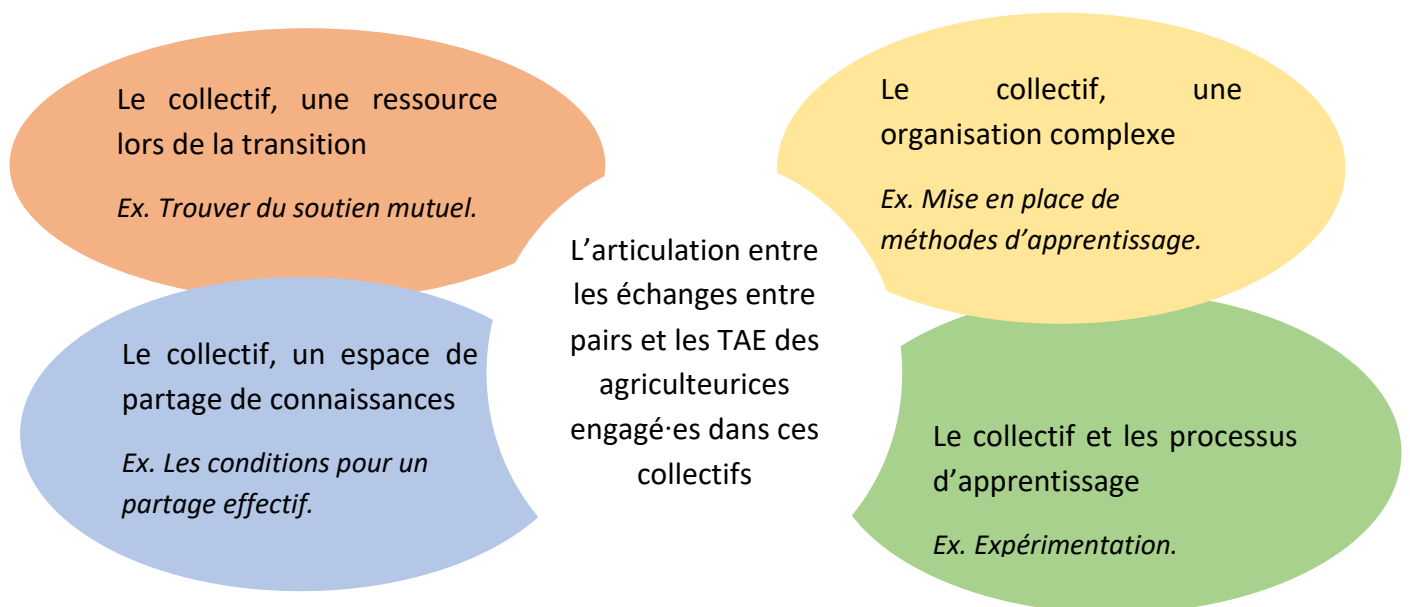 Le collectif, une ressource
lors de la transition
Ex. Trouver du soutien mutuel.
Le collectif, une
organisation complexe
Ex. Mise en place de
méthodes d’apprentissage.
L’articulation entre
les échanges entre
pairs et les TAE des
agriculteurices
engagé·es dans ces
collectifs
Le collectif, un espace de
partage de connaissances
Ex. Les conditions pour un
partage effectif.
Le collectif et les processus
d’apprentissage
Ex. Expérimentation.